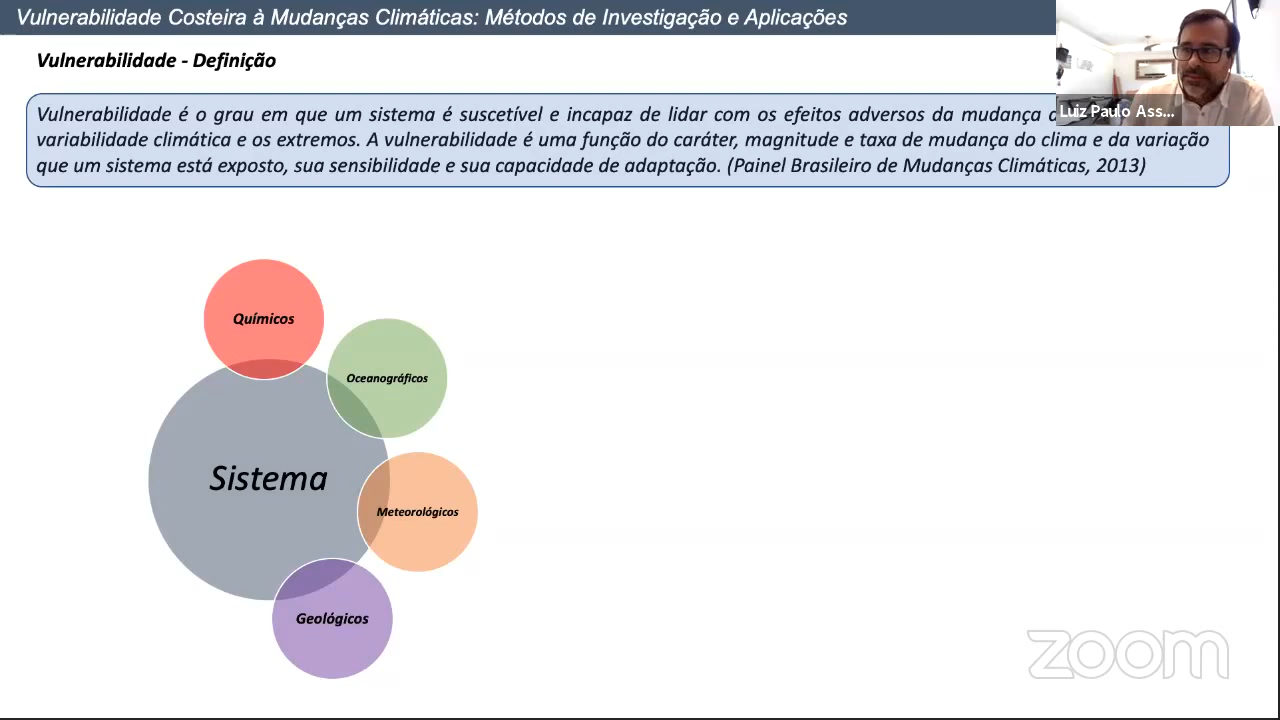 Vulnerabilidade Costeira à Mudanças Climáticas: Métodos de Investigação e Aplicações
Vulnerabilidade - Definição
Luiz Paulo Ass...
Vulnerabilidade é o grau em que um sistema é suscetível e incapaz de lidar com os efeitos adversos da mudança
variabilidade climática e os extremos. A vulnerabilidade é uma função do caráter, magnitude e taxa de mudança do clima e da variação
que um sistema está exposto, sua sensibilidade e sua capacidade de adaptação. (Painel Brasileiro de Mudanças Climáticas, 2013)
Químicos
Oceanográficos
Sistema
Meteorológicos
Geológicos
zoom